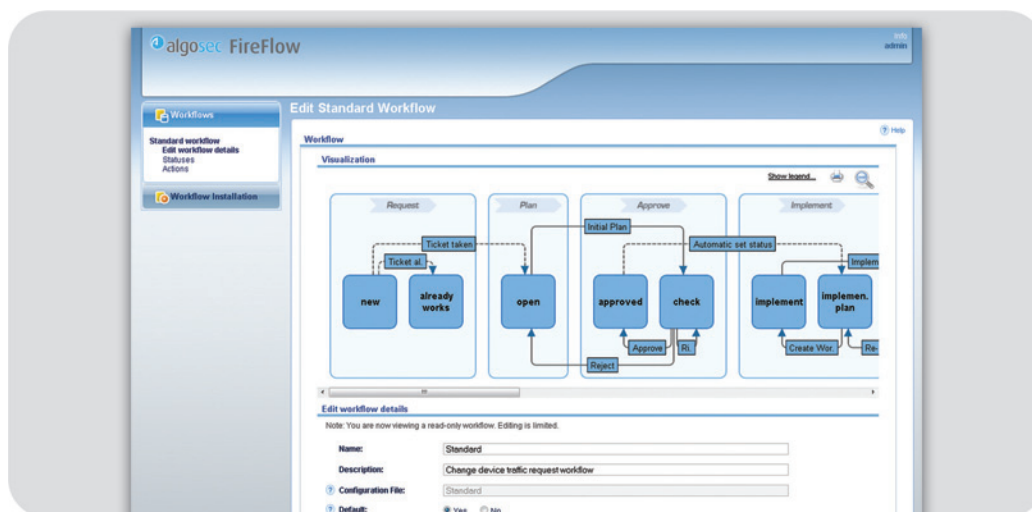 algosec FireFlow
Info
admin
Workflows
Edit Standard Workflow
Help
Standard workflow
Edit workflow details
Statuses
Actions
Workflow Installation
Workflow
Visualization
Show legend...
Request
Plan
Approve
Implement
Initial Plan
Ticket taken
Automatic set status
Ticket al.
Implem
new
already works
open
approved
check
implement
implemen. plan
Approve
Ri.
Create Wor.
Re-
Reject
Edit workflow details
Note: You are now viewing a read-only workflow. Editing is limited.
Name:
Standard
Description:
Change device traffic request workflow
Configuration File:
Standard
Default:
Yes
No